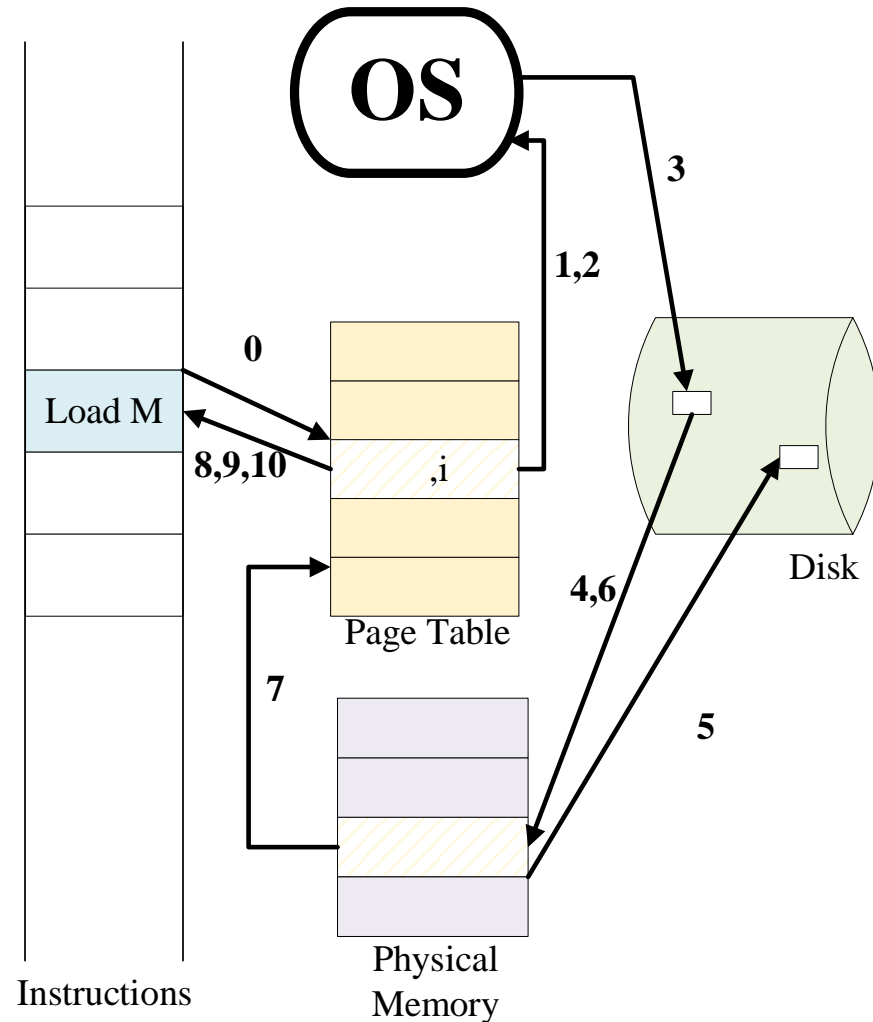 OS
3
1,2
0
Load M
8,9,10
,i
Disk
4,6
Page Table
7
5
Physical
Memory
Instructions